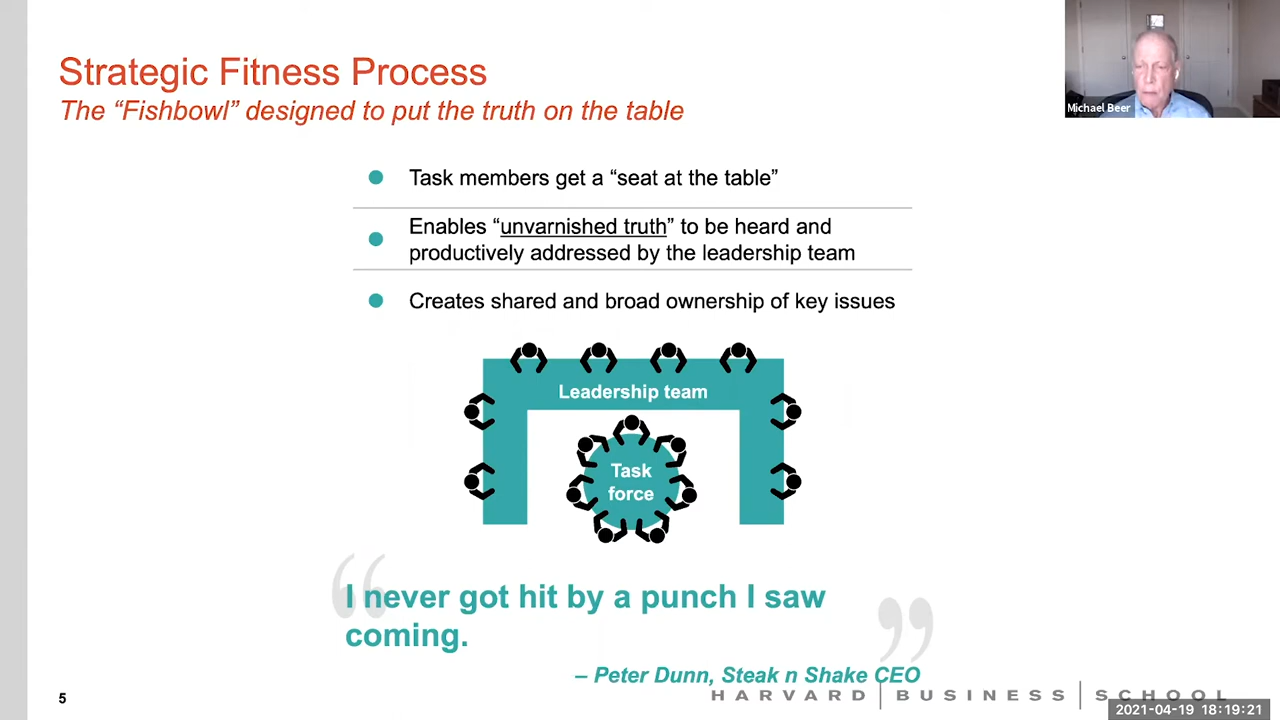 Strategic Fitness Process
The “Fishbowl” designed to put the truth on the table
Michael Beer
Task members get a “seat at the table”
Enables “unvarnished truth” to be heard and
productively addressed by the leadership team
Creates shared and broad ownership of key issues
Leadership team
Task
force
“I never got hit by a punch I saw
coming.”
– Peter Dunn, Steak n Shake CEO
5
HARVARD | BUSINESS | SCHOOL
2021-04-19 18:19:21